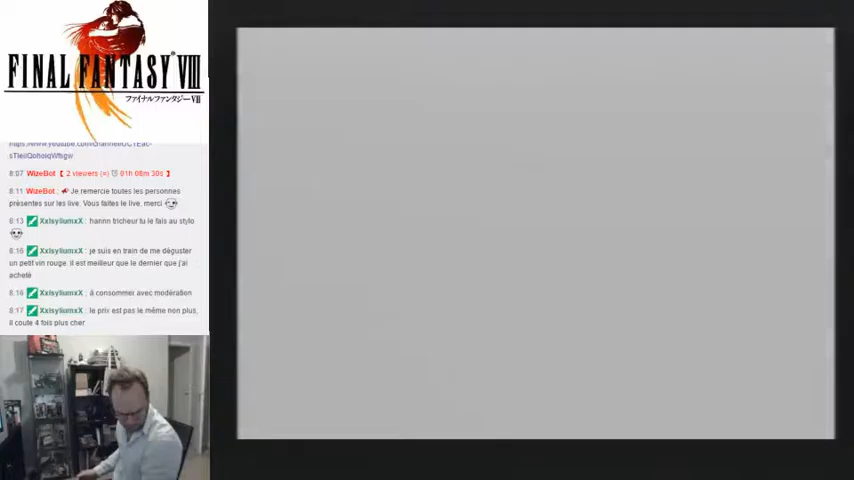 FINAL FANTASY VIII
ファイナルファンタジーVIII
8:07 WizeBot 【 2 viewers (=) 01h 08m 30s 】
8:11 WizeBot : Je remercie toutes les personnes
présentes sur les live. Vous faites le live, merci
8:13 XxIsyliumxX : hannn tricheur tu le fais au stylo
8:16 XxIsyliumxX : je suis en train de me déguster
un petit vin rouge. il est meilleur que le dernier que j'ai
acheté
8:16 XxIsyliumxX : à consommer avec modération
8:17 XxIsyliumxX : le prix est pas le même non plus,
il coute 4 fois plus cher